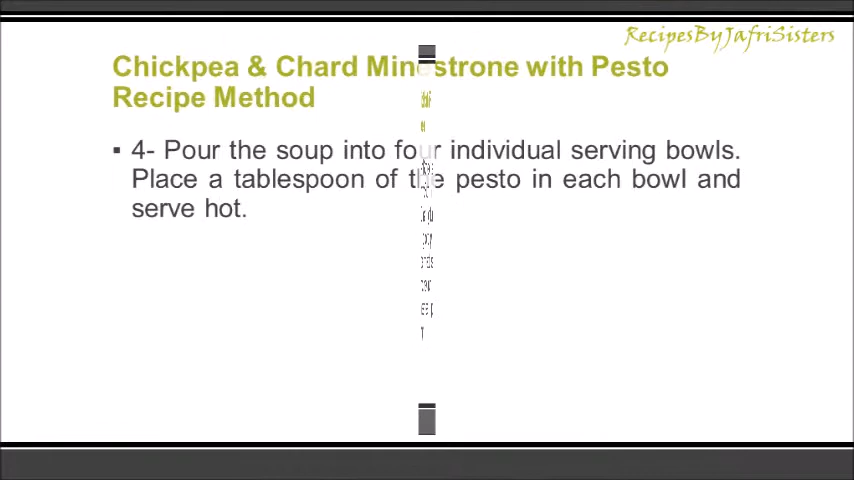 RecipesByJafriSisters
Chickpea & Chard Minestrone with Pesto
Recipe Method
▪ 4- Pour the soup into four individual serving bowls.
Place a tablespoon of the pesto in each bowl and
serve hot.